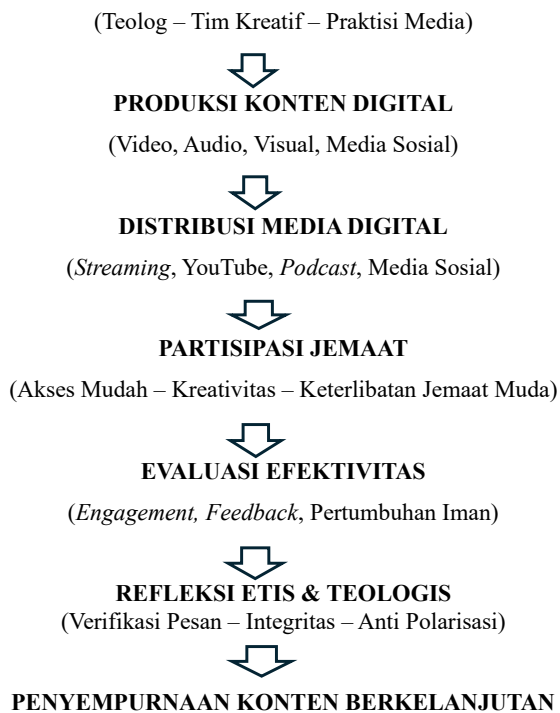 (Teolog – Tim Kreatif – Praktisi Media)
PRODUKSI KONTEN DIGITAL
(Video, Audio, Visual, Media Sosial)
DISTRIBUSI MEDIA DIGITAL
(Streaming, YouTube, Podcast, Media Sosial)
PARTISIPASI JEMAAT
(Akses Mudah – Kreativitas – Keterlibatan Jemaat Muda)
EVALUASI EFEKTIVITAS
(Engagement, Feedback, Pertumbuhan Iman)
REFLEKSI ETIS & TEOLOGIS
(Verifikasi Pesan – Integritas – Anti Polarisasi)
PENYEMPURNAAN KONTEN BERKELANJUTAN